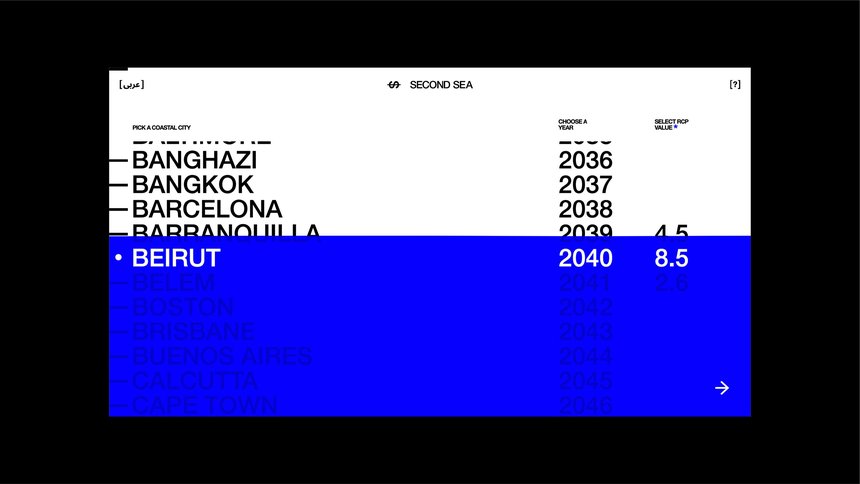 [عربي]
SECOND SEA
[?]
PICK A COASTAL CITY
CHOOSE A
YEAR
SELECT RCP
VALUE *
BALTIMORE 2035
BANGHAZI 2036
BANGKOK 2037
BARCELONA 2038
BARRANQUILLA 2039 4.5
BEIRUT 2040 8.5
BELEM 2041 2.6
BOSTON 2042
BRISBANE 2043
BUENOS AIRES 2044
CALCUTTA 2045
CAPE TOWN 2046